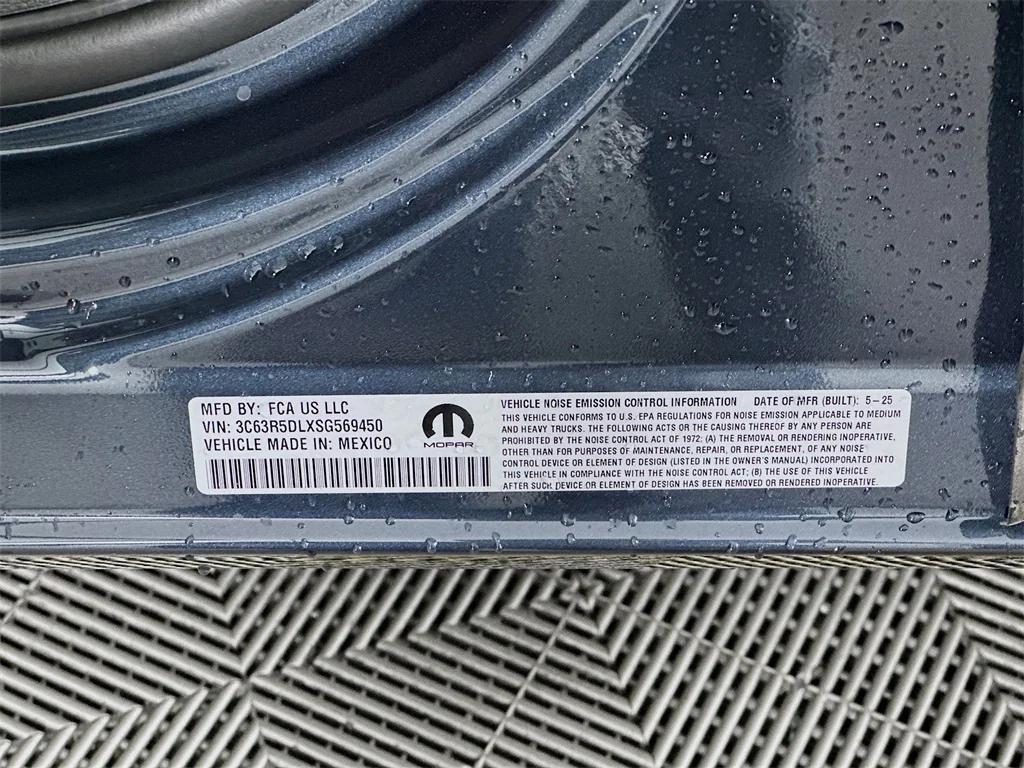 MFD BY: FCA US LLC
VIN: 3C63R5DLXSG569450
VEHICLE MADE IN: MEXICO
MOPAR
VEHICLE NOISE EMISSION CONTROL INFORMATION DATE OF MFR (BUILT): 5-25
THIS VEHICLE CONFORMS TO U.S. EPA REGULATIONS FOR NOISE EMISSION APPLICABLE TO MEDIUM
AND HEAVY TRUCKS. THE FOLLOWING ACTS OR THE CAUSING THEREOF BY ANY PERSON ARE
PROHIBITED BY THE NOISE CONTROL ACT OF 1972: (A) THE REMOVAL OR RENDERING INOPERATIVE,
OTHER THAN FOR PURPOSES OF MAINTENANCE, REPAIR, OR REPLACEMENT, OF ANY NOISE
CONTROL DEVICE OR ELEMENT OF DESIGN (LISTED IN THE OWNER'S MANUAL) INCORPORATED INTO
THIS VEHICLE IN COMPLIANCE WITH THE NOISE CONTROL ACT; (B) THE USE OF THIS VEHICLE
AFTER SUCH DEVICE OR ELEMENT OF DESIGN HAS BEEN REMOVED OR RENDERED INOPERATIVE.